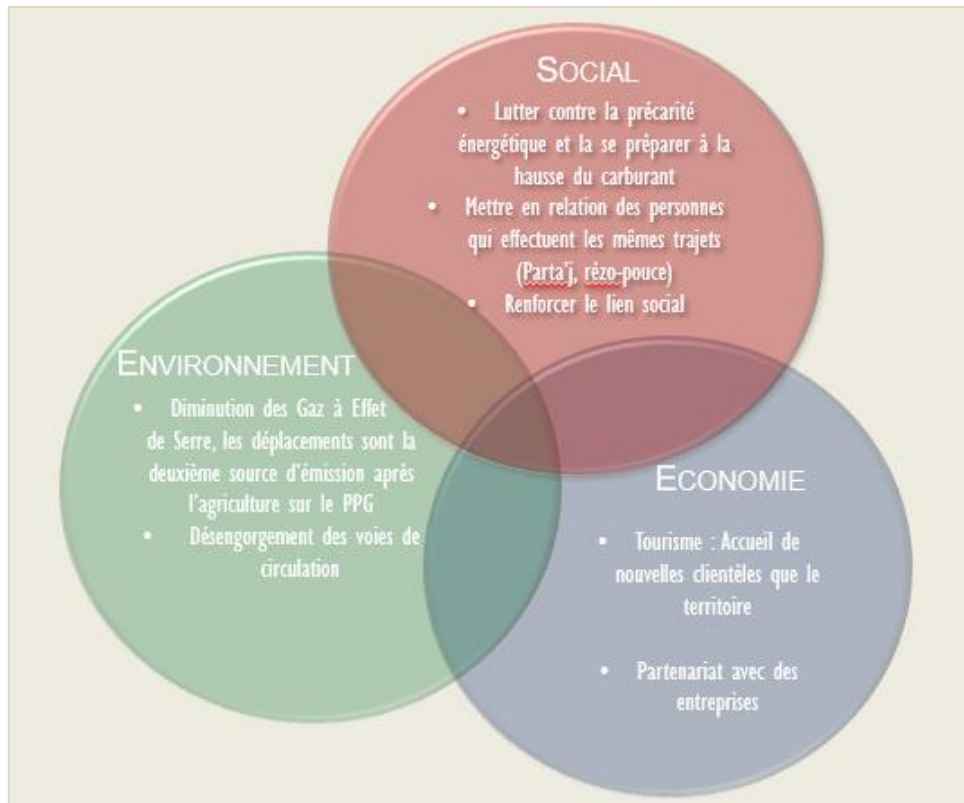 SOCIAL
• Lutter contre la précarité
énergétique et la se préparer à la
hausse du carburant
• Mettre en relation des personnes
qui effectuent les mêmes trajets
(Parta'j, rézo-pouce)
• Renforcer le lien social
ENVIRONNEMENT
• Diminution des Gaz à Effet
de Serre, les déplacements sont la
deuxième source d'émission après
l'agriculture sur le PPG
• Désengorgement des voies de
circulation
ECONOMIE
• Tourisme : Accueil de
nouvelles clientèles que le
territoire
• Partenariat avec des
entreprises